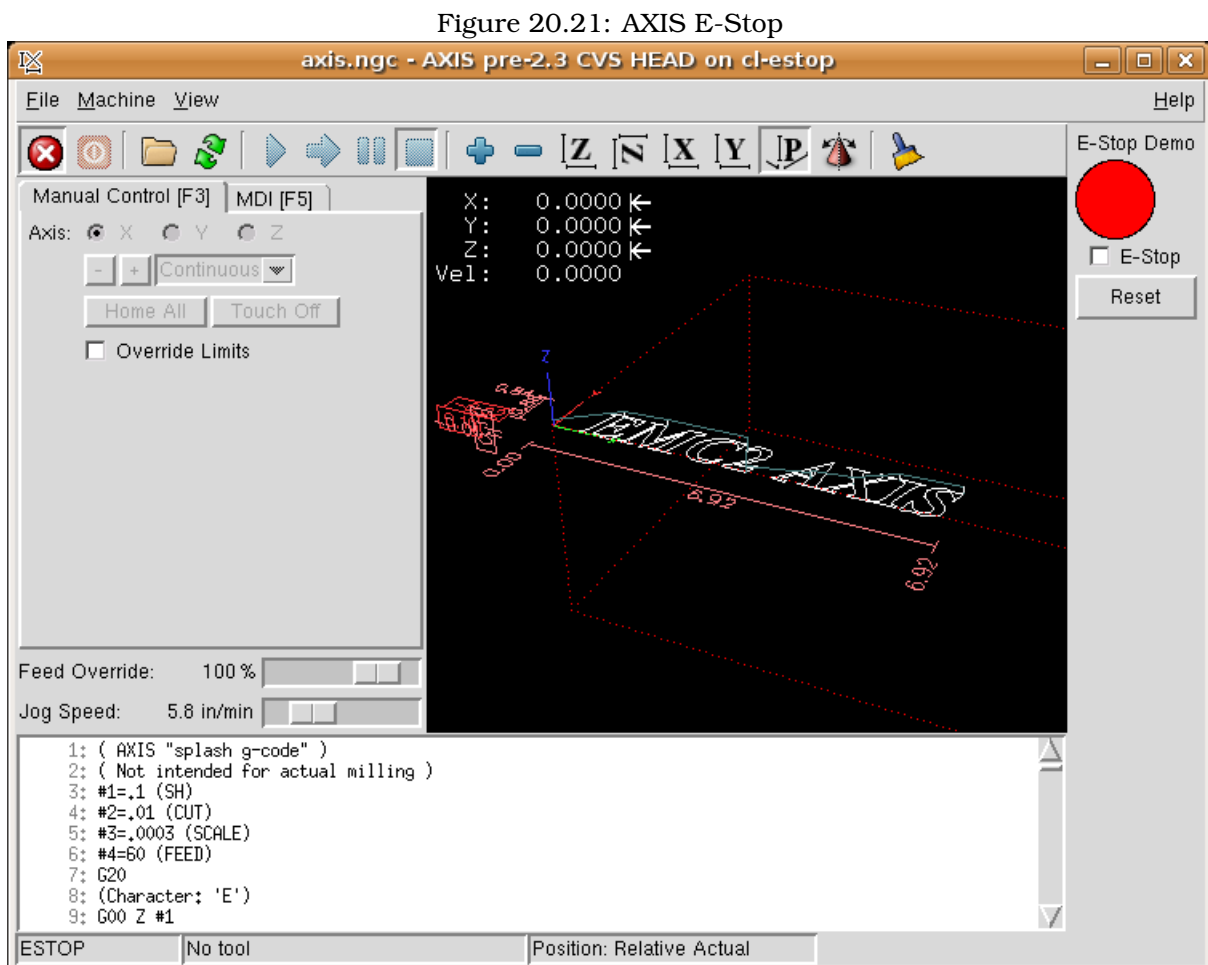 Figure 20.21: AXIS E-Stop
axis.ngc - AXIS pre-2.3 CVS HEAD on cl-estop
File Machine View Help
Z N X Y P
E-Stop Demo
E-Stop
Reset
Manual Control [F3] MDI [F5]
Axis: X Y Z
- + Continuous
Home All Touch Off
Override Limits
X: 0.0000
Y: 0.0000
Z: 0.0000
Vel: 0.0000
Z
0.00
EMC2 AXIS
6.92
6.92
Feed Override: 100 %
Jog Speed: 5.8 in/min
1: ( AXIS "splash g-code" )
2: ( Not intended for actual milling )
3: #1=.1 (SH)
4: #2=.01 (CUT)
5: #3=.0003 (SCALE)
6: #4=60 (FEED)
7: G20
8: (Character: 'E')
9: G00 Z #1
ESTOP No tool Position: Relative Actual